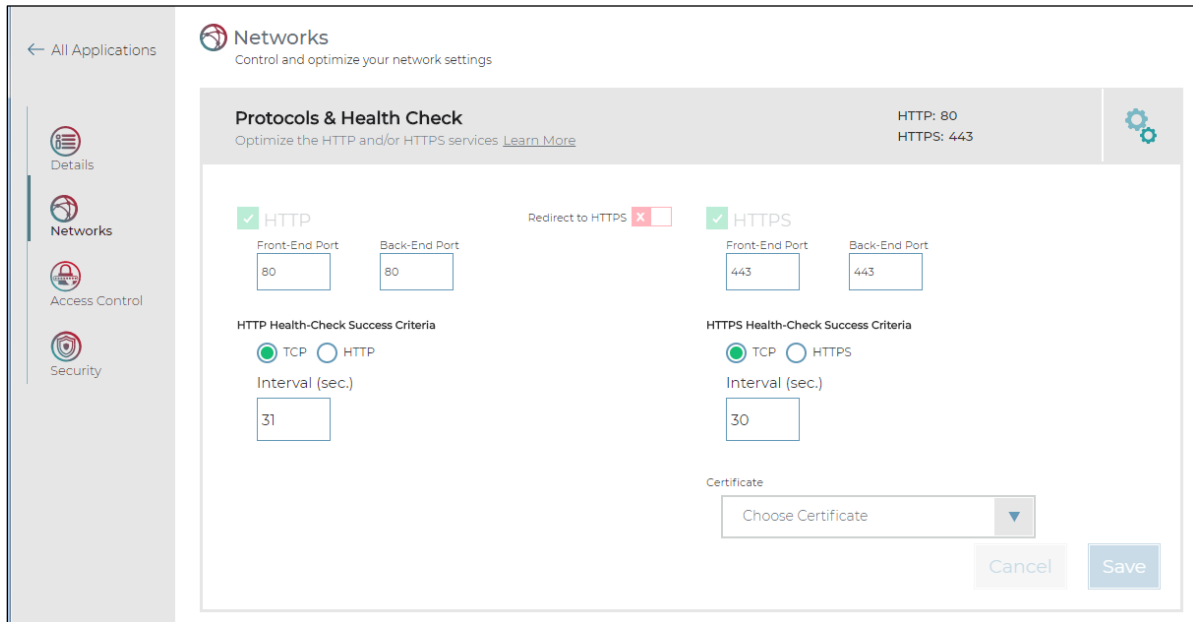 ← All Applications
Details
Networks
Access Control
Security
Networks
Control and optimize your network settings
Protocols & Health Check
Optimize the HTTP and/or HTTPS services Learn More
HTTP: 80
HTTPS: 443
HTTP
Redirect to HTTPS X
HTTPS
Front-End Port Back-End Port
80 80
Front-End Port Back-End Port
443 443
HTTP Health-Check Success Criteria
TCP HTTP
Interval (sec.)
31
HTTPS Health-Check Success Criteria
TCP HTTPS
Interval (sec.)
30
Certificate
Choose Certificate
Cancel Save